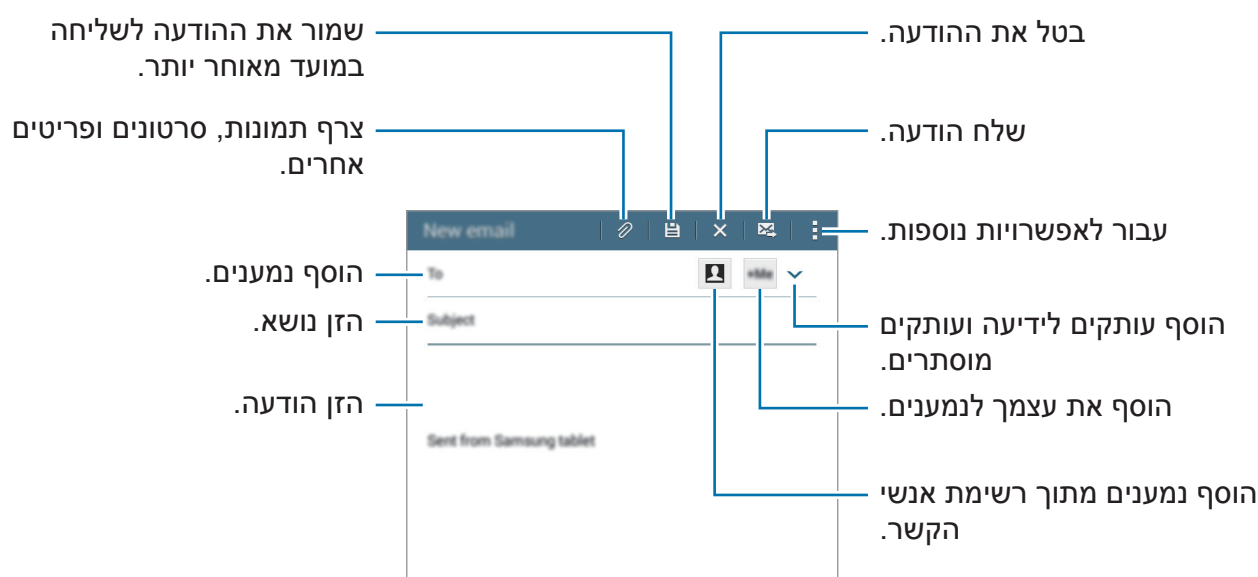 שמור את ההודעה לשליחה
במועד מאוחר יותר.
צרף תמונות, סרטונים ופריטים
אחרים.
בטל את ההודעה.
שלח הודעה.
עבור לאפשרויות נוספות.
New email
הוסף נמענים.
To
+Me
הזן נושא.
Subject
הוסף עותקים לידיעה ועותקים
מוסתרים.
הזן הודעה.
הוסף את עצמך לנמענים.
Sent from Samsung tablet
הוסף נמענים מתוך רשימת אנשי
הקשר.